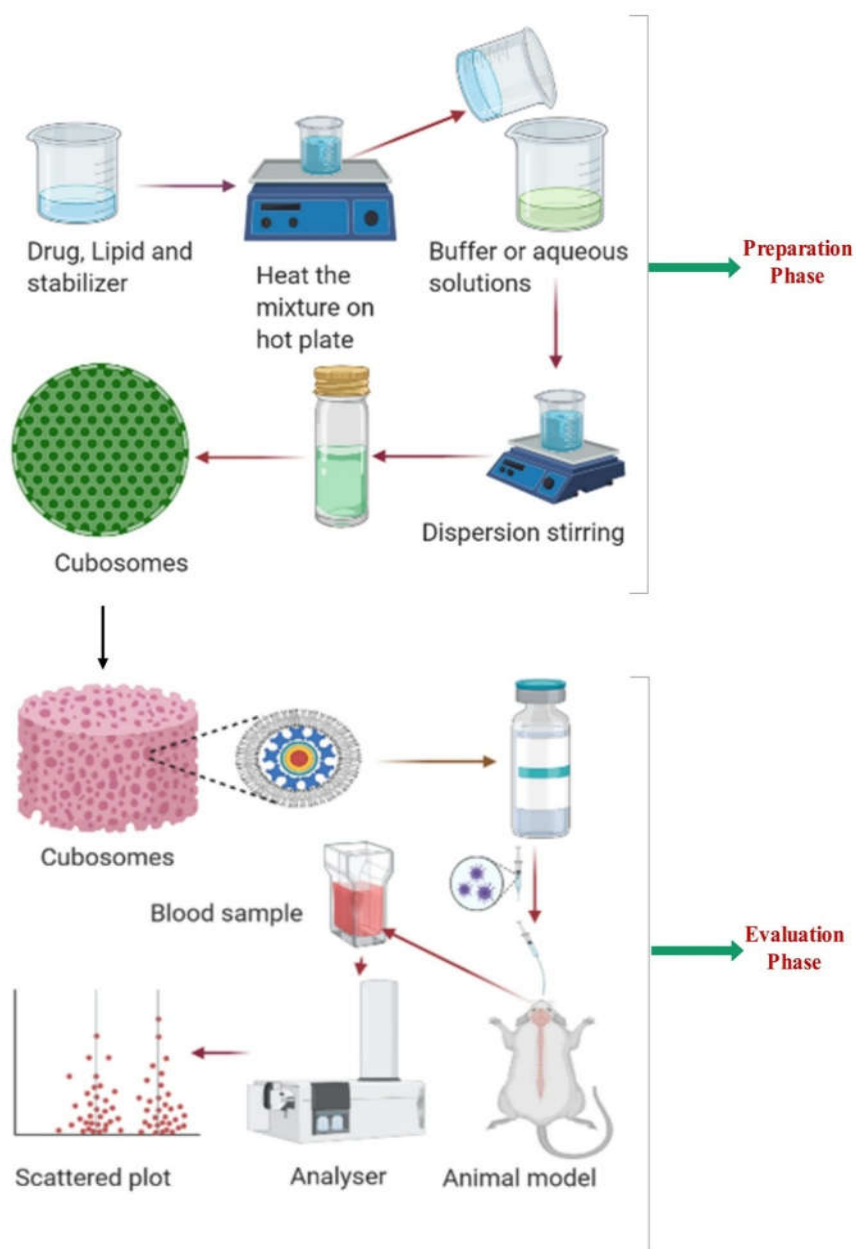 Drug, Lipid and
stabilizer
Heat the
mixture on
hot plate
Buffer or aqueous
solutions
Preparation
Phase
Dispersion stirring
Cubosomes
Cubosomes
Blood sample
Evaluation
Phase
Scattered plot
Analyser
Animal model